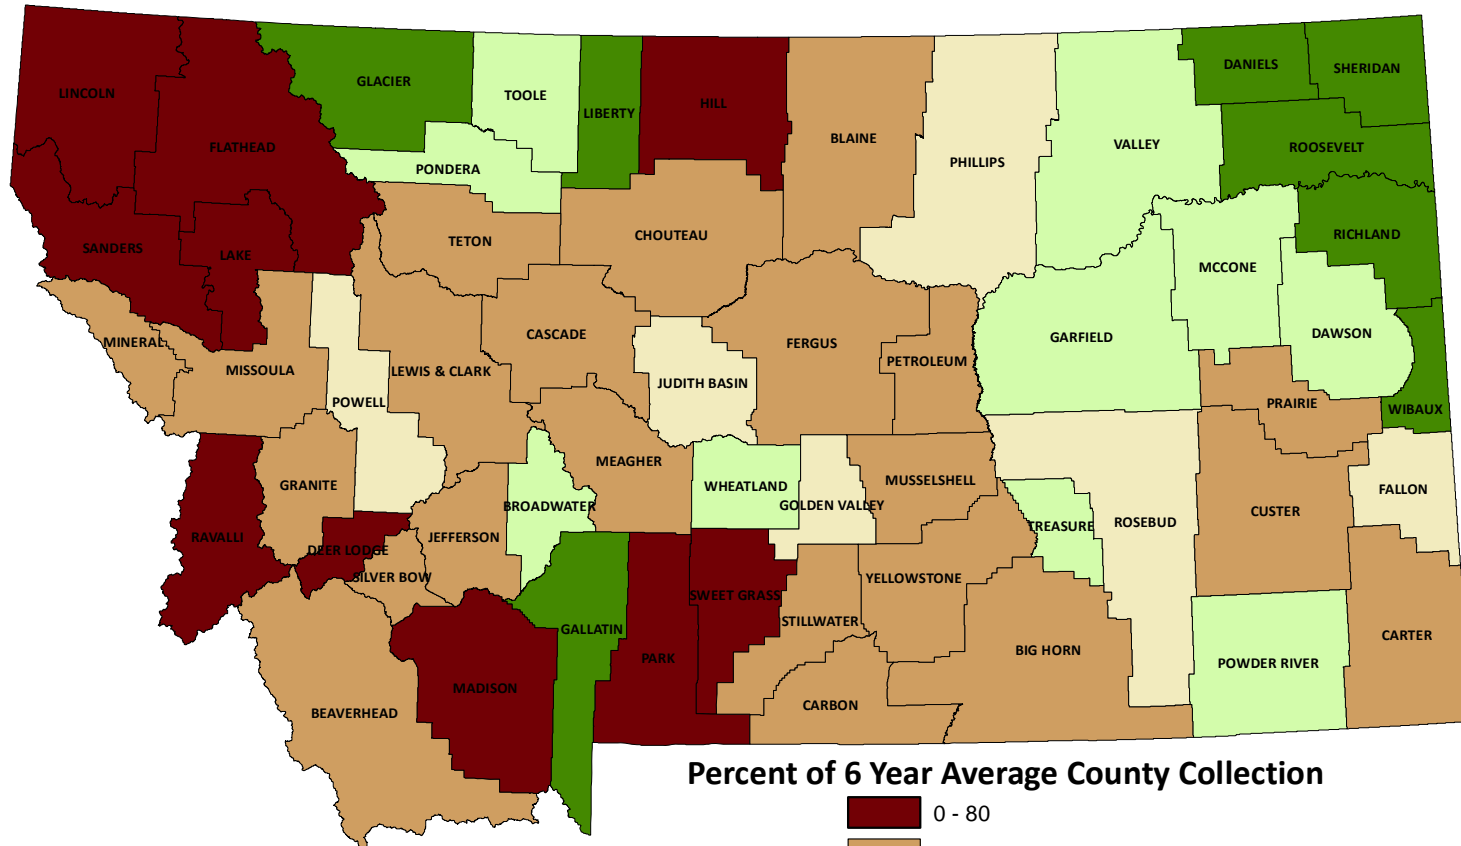 LINCOLN
FLATHEAD
GLACIER
TOOLE
LIBERTY
HILL
BLAINE
PHILLIPS
VALLEY
DANIELS
SHERIDAN
ROOSEVELT
PONDERA
SANDERS
LAKE
TETON
CHOUTEAU
RICHLAND
MCCONE
GARFIELD
DAWSON
MINERAL
MISSOULA
POWELL
LEWIS & CLARK
CASCADE
JUDITH BASIN
FERGUS
PETROLEUM
PRAIRIE
WIBAUX
GRANITE
MEAGHER
WHEATLAND
GOLDEN VALLEY
MUSSELSHELL
BROADWATER
FALLON
RAVALLI
DEER LODGE
JEFFERSON
TREASURE
ROSEBUD
CUSTER
SILVER BOW
SWEET GRASS
YELLOWSTONE
GALLATIN
STILLWATER
PARK
BIG HORN
CARTER
POWDER RIVER
MADISON
BEAVERHEAD
CARBON
Percent of 6 Year Average County Collection
0 - 80